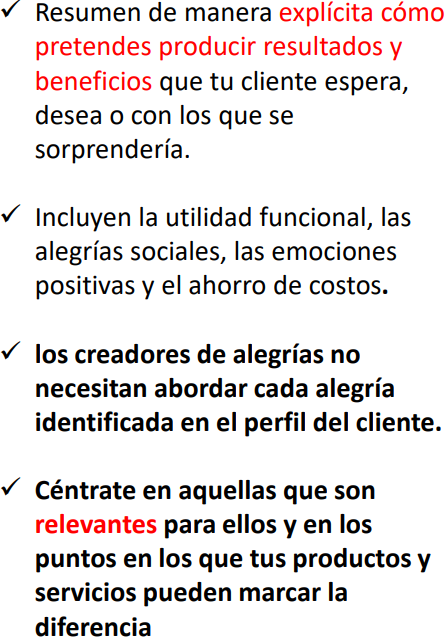 ✓ Resumen de manera explícita cómo
pretendes producir resultados y
beneficios que tu cliente espera,
desea o con los que se
sorprendería.
✓ Incluyen la utilidad funcional, las
alegrías sociales, las emociones
positivas y el ahorro de costos.
✓ los creadores de alegrías no
necesitan abordar cada alegría
identificada en el perfil del cliente.
✓ Céntrate en aquellas que son
relevantes para ellos y en los
puntos en los que tus productos y
servicios pueden marcar la
diferencia